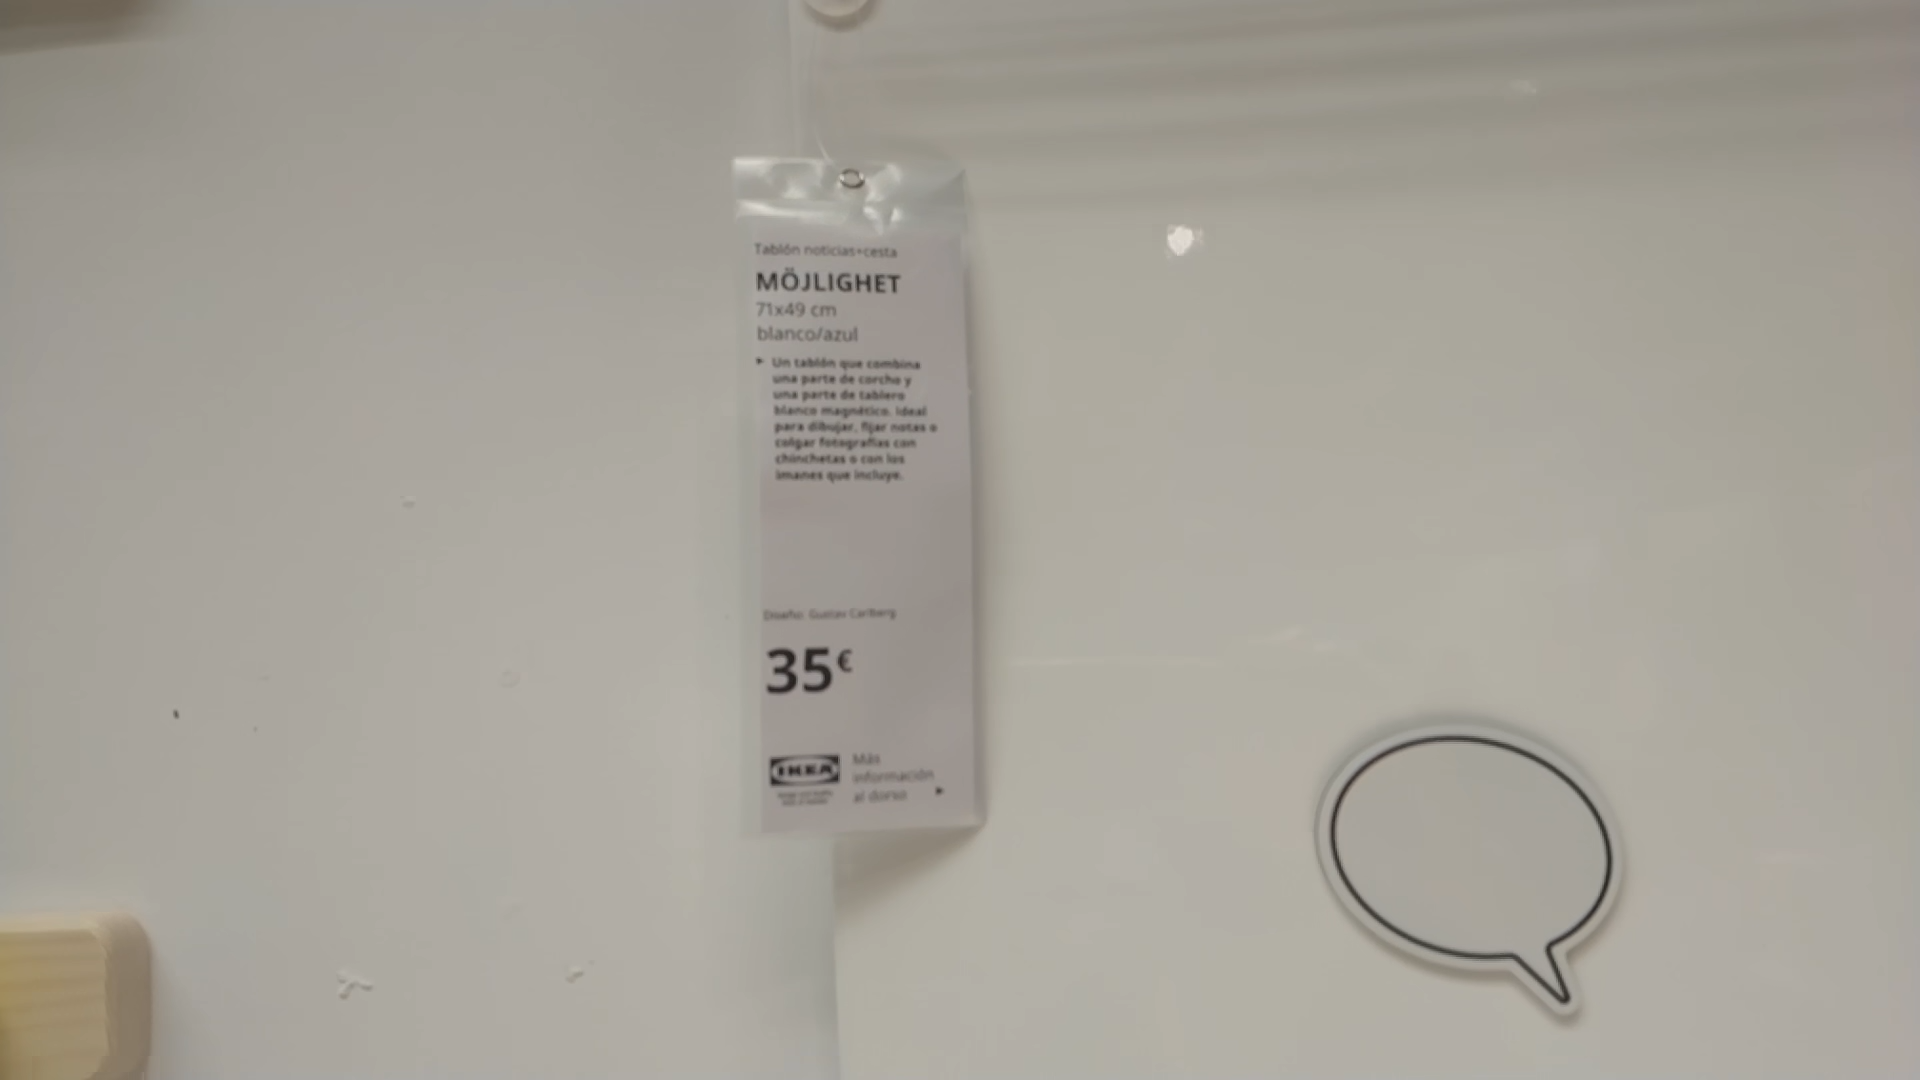 Tablón noticias+cesta
MÖJLIGHET
71x49 cm
blanco/azul
▸ Un tablón que combina
una parte de corcho y
una parte de tablero
blanco magnético. Ideal
para dibujar, fijar notas o
colgar fotografías con
chinchetas o con los
imanes que incluye.
Diseño: Gustav Carlberg
35€
IKEA
Más
información
al dorso ▸